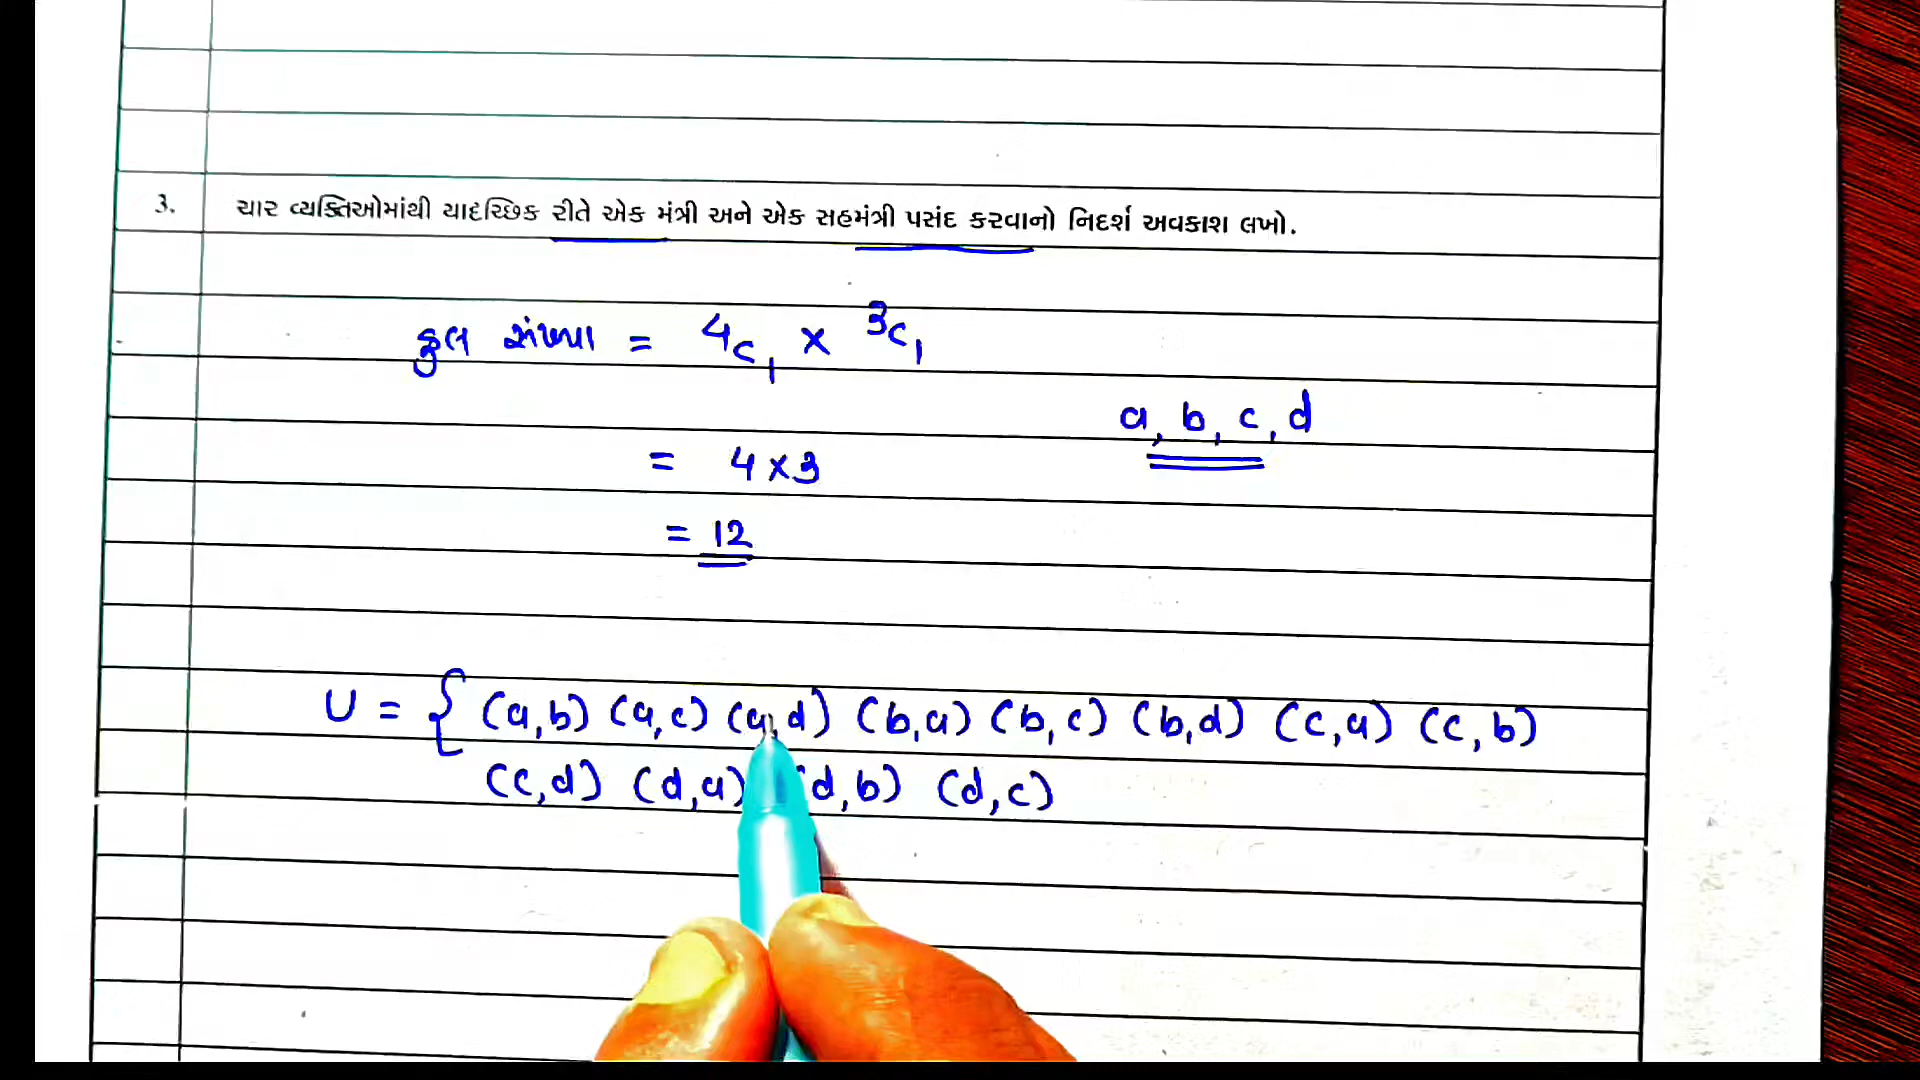 3. ચાર વ્યક્તિઓમાંથી યાદચ્છિક રીતે એક મંત્રી અને એક સહમંત્રી પસંદ કરવાનો નિદર્શ અવકાશ લખો.
કુલ સંખ્યા = 4c1 × 3c1
a, b, c, d
= 4 × 3
= 12
U = { (a,b) (a,c) (a,d) (b,a) (b,c) (b,d) (c,a) (c,b)
(c,d) (d,a) (d,b) (d,c)